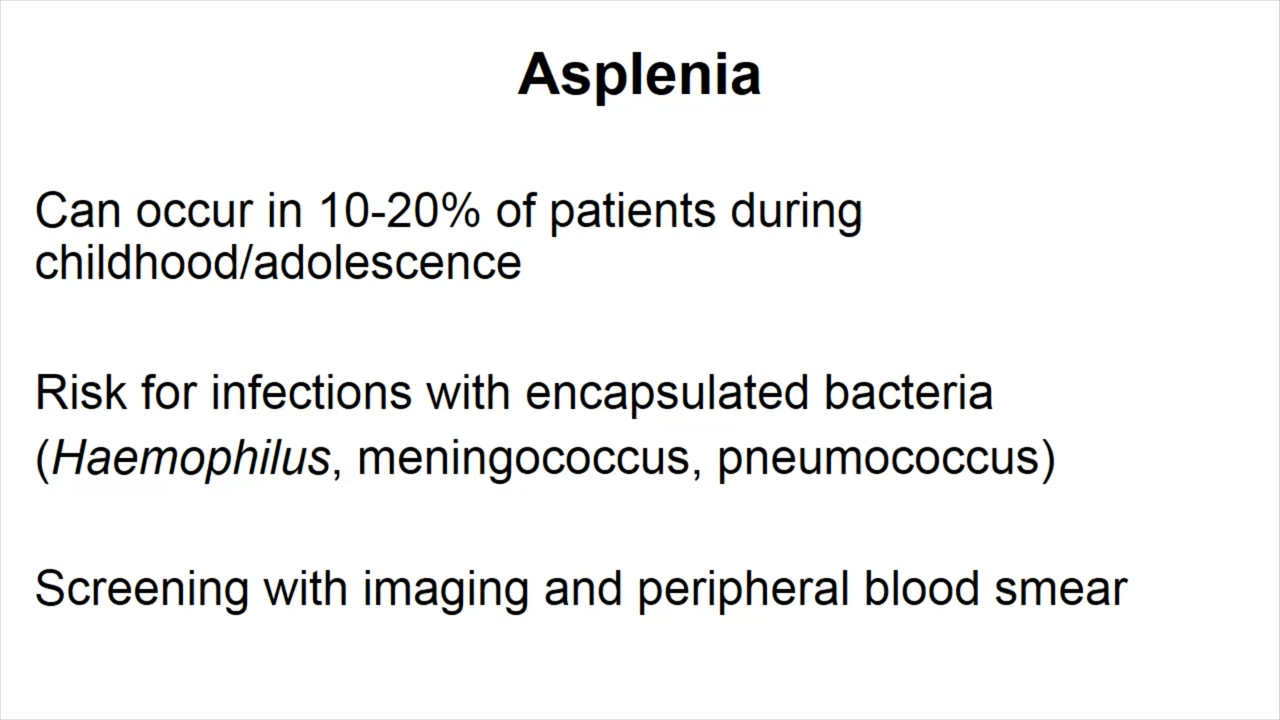 Asplenia
Can occur in 10-20% of patients during
childhood/adolescence
Risk for infections with encapsulated bacteria
(Haemophilus, meningococcus, pneumococcus)
Screening with imaging and peripheral blood smear